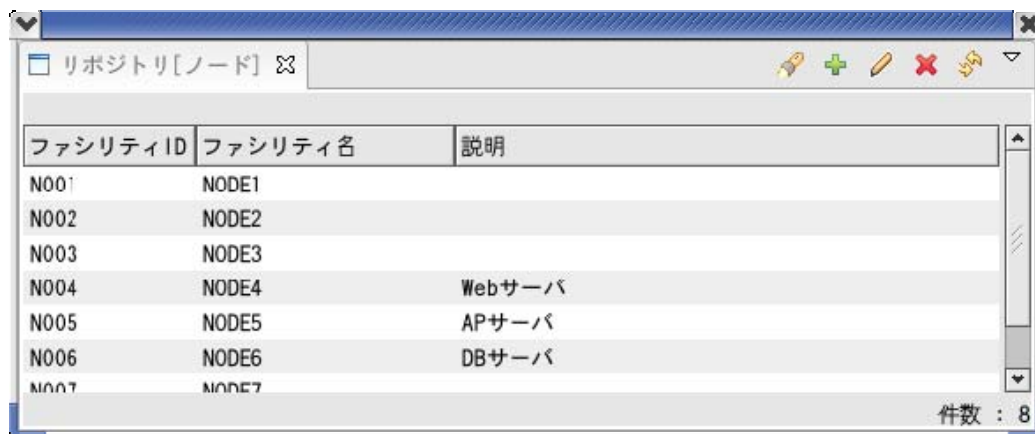 リポジトリ[ノード]
ファシリティID ファシリティ名 説明
N001 NODE1
N002 NODE2
N003 NODE3
N004 NODE4 Webサーバ
N005 NODE5 APサーバ
N006 NODE6 DBサーバ
N007 NODE7
件数 : 8